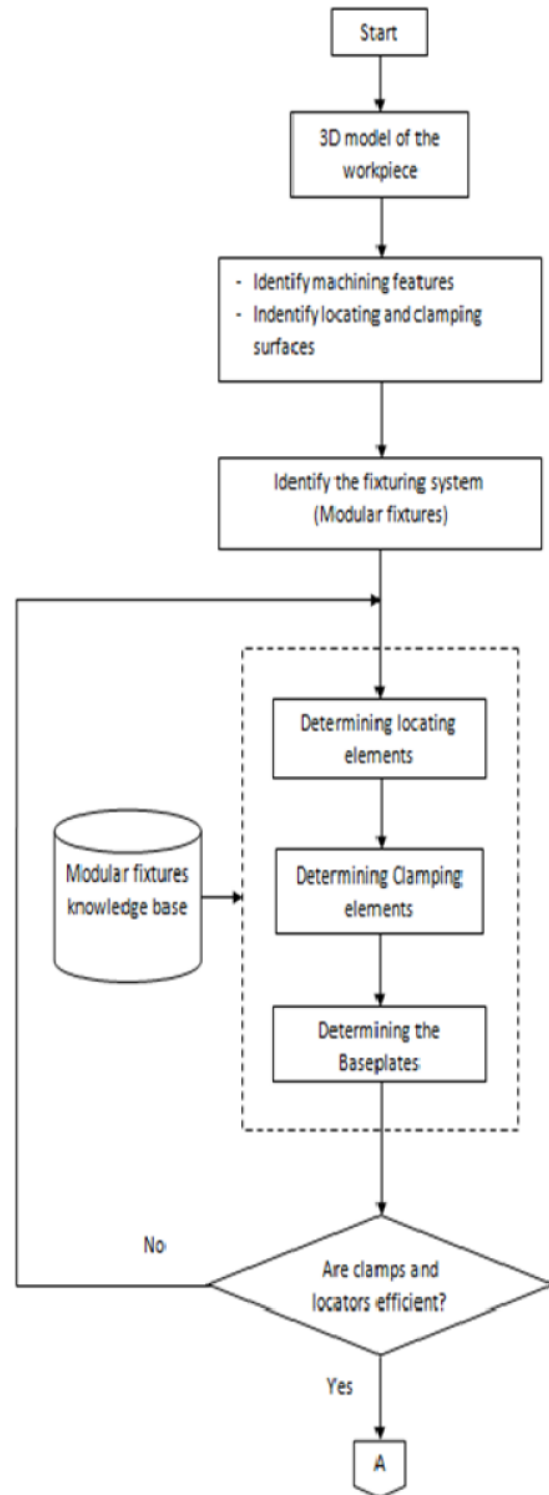 Start
3D model of the
workpiece
- Identify machining features
- Indentify locating and clamping
surfaces
Identify the fixturing system
(Modular fixtures)
Determining locating
elements
Modular fixtures
knowledge base
Determining Clamping
elements
Determining the
Baseplates
No
Are clamps and
locators efficient?
Yes
A